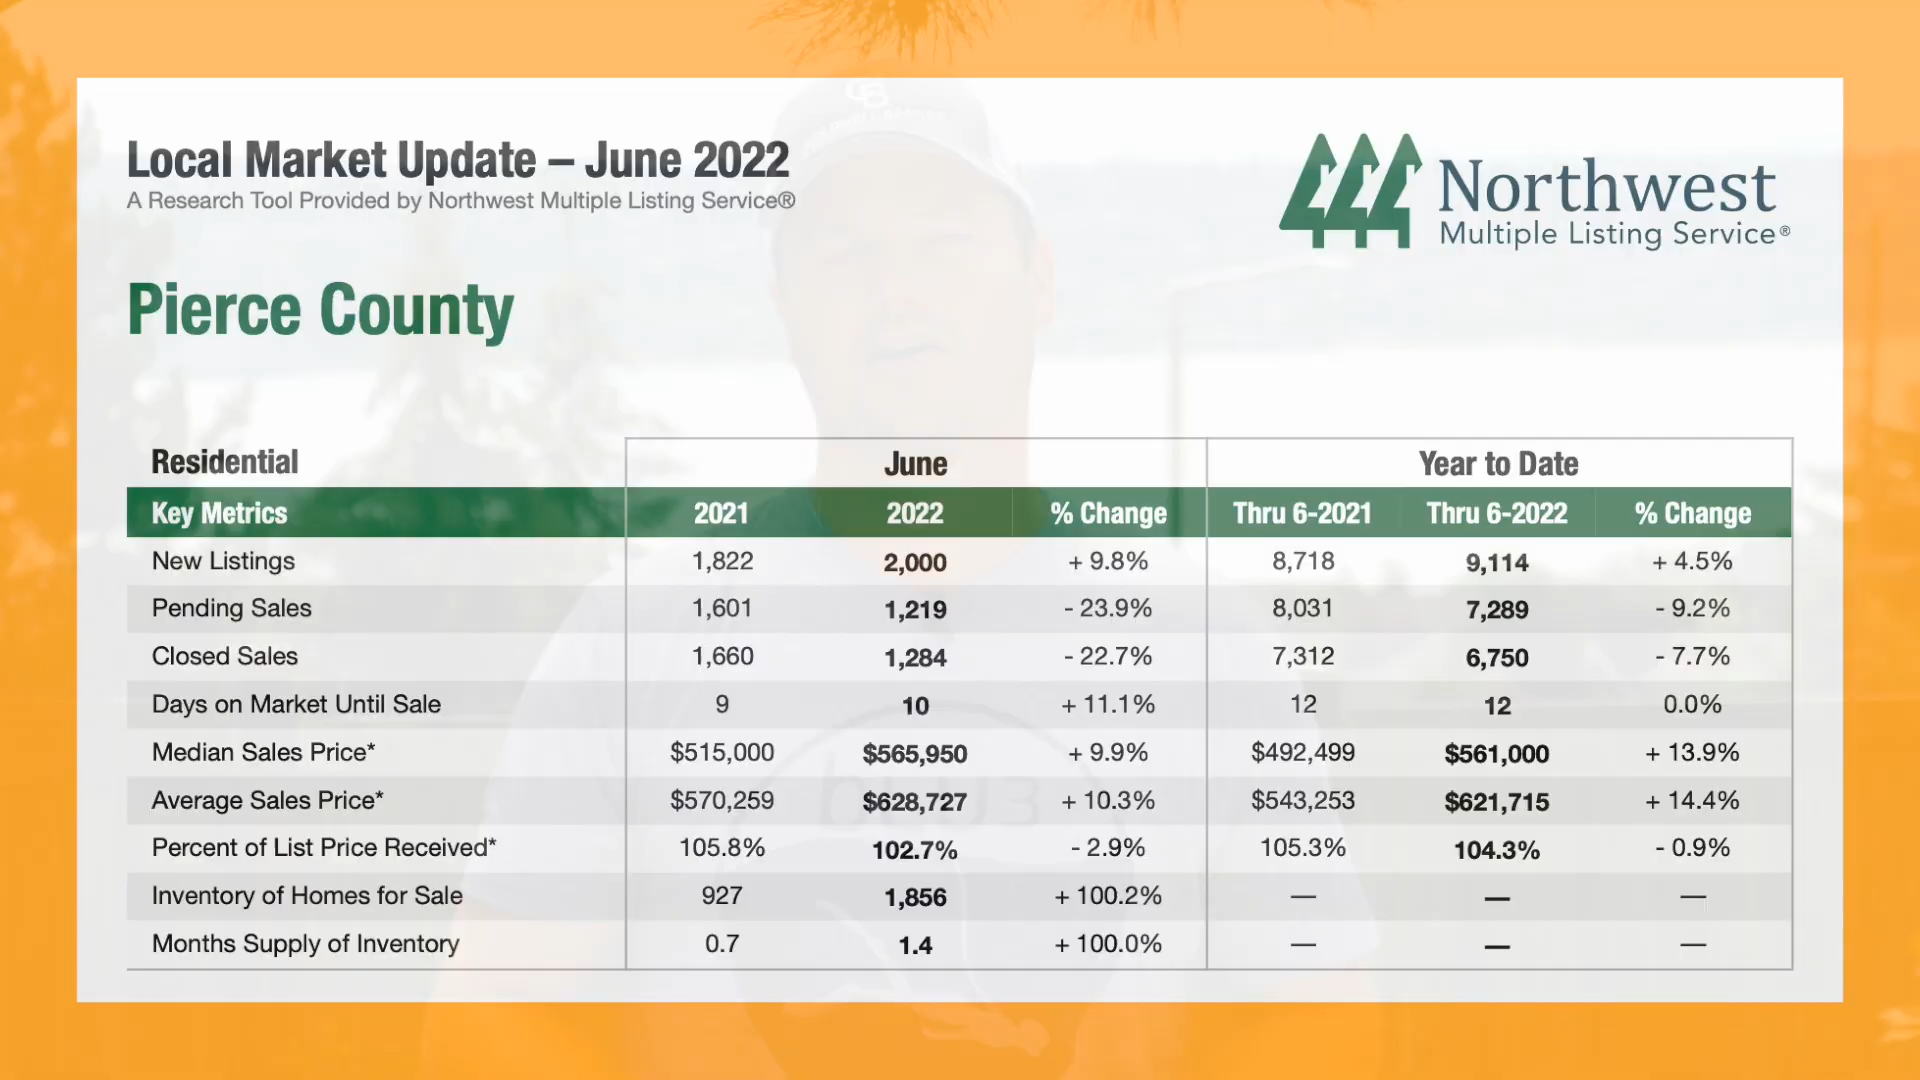 Local Market Update – June 2022
A Research Tool Provided by Northwest Multiple Listing Service®
Northwest
Multiple Listing Service®
Pierce County
Residential June Year to Date
Key Metrics 2021 2022 % Change Thru 6-2021 Thru 6-2022 % Change
New Listings 1,822 2,000 + 9.8% 8,718 9,114 + 4.5%
Pending Sales 1,601 1,219 - 23.9% 8,031 7,289 - 9.2%
Closed Sales 1,660 1,284 - 22.7% 7,312 6,750 - 7.7%
Days on Market Until Sale 9 10 + 11.1% 12 12 0.0%
Median Sales Price* $515,000 $565,950 + 9.9% $492,499 $561,000 + 13.9%
Average Sales Price* $570,259 $628,727 + 10.3% $543,253 $621,715 + 14.4%
Percent of List Price Received* 105.8% 102.7% - 2.9% 105.3% 104.3% - 0.9%
Inventory of Homes for Sale 927 1,856 + 100.2% — — —
Months Supply of Inventory 0.7 1.4 + 100.0% — — —